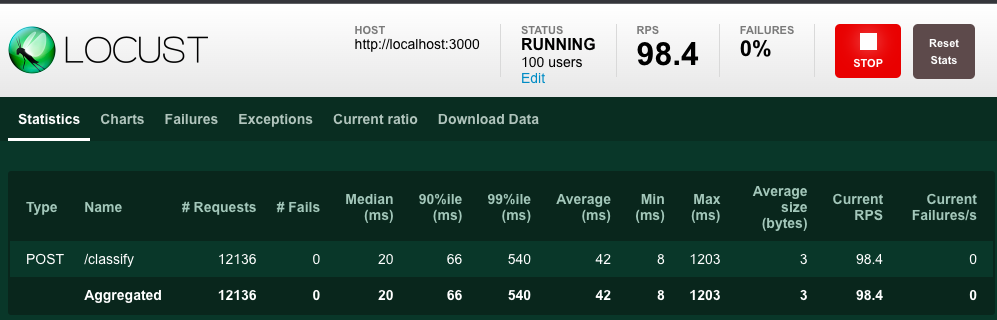 LOCUST
HOST
http://localhost:3000
STATUS
RUNNING
100 users
Edit
RPS
98.4
FAILURES
0%
STOP
Reset
Stats
Statistics Charts Failures Exceptions Current ratio Download Data
Type Name # Requests # Fails Median (ms) 90%ile (ms) 99%ile (ms) Average (ms) Min (ms) Max (ms) Average size (bytes) Current RPS Current Failures/s
POST /classify 12136 0 20 66 540 42 8 1203 3 98.4 0
Aggregated 12136 0 20 66 540 42 8 1203 3 98.4 0